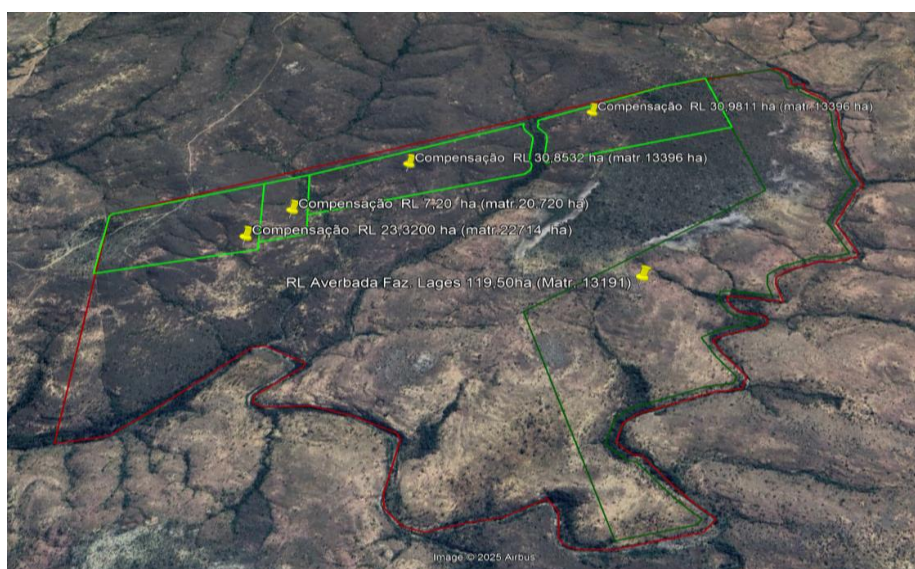 Compensação RL 30,9811 ha (matr. 13396 ha)
Compensação RL 30,8532 ha (matr 13396 ha)
Compensação RL 7,20 ha (matr.20.720 ha)
Compensação RL 23,3200 ha (matr.22714 ha)
RL Averbada Faz. Lages 119,50ha (Matr. 13191)
Image © 2025 Airbus